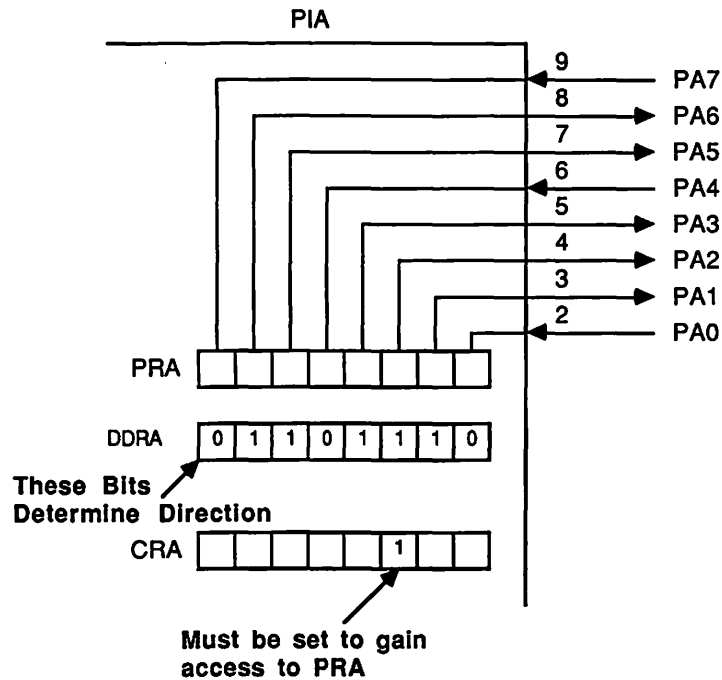 PIA
9
PA7
8
PA6
7
PA5
6
PA4
5
PA3
4
PA2
3
PA1
2
PA0
PRA
DDRA 0 1 1 0 1 1 1 0
These Bits
Determine Direction
CRA 1
Must be set to gain
access to PRA